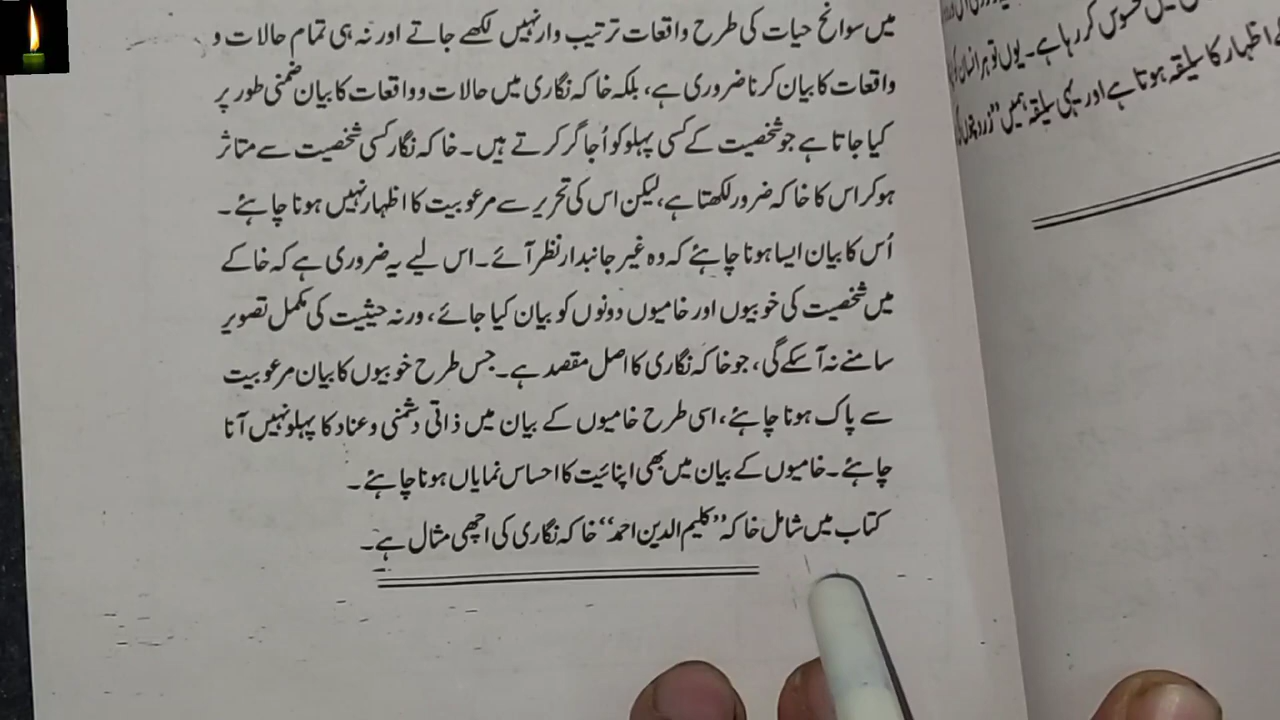 میں سوانح حیات کی طرح واقعات ترتیب وار نہیں لکھے جاتے اور نہ ہی تمام حالات و
واقعات کا بیان کرنا ضروری ہے، بلکہ خاکہ نگاری میں حالات و واقعات کا بیان ضمنی طور پر
کیا جاتا ہے جو شخصیت کے کسی پہلو کو اُجاگر کرتے ہیں۔ خاکہ نگار کسی شخصیت سے متاثر
ہو کر اس کا خاکہ ضرور لکھتا ہے، لیکن اس کی تحریر سے مرعوبیت کا اظہار نہیں ہونا چاہئے۔
اُس کا بیان ایسا ہونا چاہئے کہ وہ غیر جانبدار نظر آئے۔ اس لیے یہ ضروری ہے کہ خاکے
میں شخصیت کی خوبیوں اور خامیوں دونوں کو بیان کیا جائے، ورنہ حیثیت کی مکمل تصویر
سامنے نہ آسکے گی، جو خاکہ نگاری کا اصل مقصد ہے۔ جس طرح خوبیوں کا بیان مرعوبیت
سے پاک ہونا چاہئے، اسی طرح خامیوں کے بیان میں ذاتی دشمنی و عناد کا پہلو نہیں آنا
چاہئے۔ خامیوں کے بیان میں بھی اپنائیت کا احساس نمایاں ہونا چاہئے۔
کتاب میں شامل خاکہ ”کلیم الدین احمد“ خاکہ نگاری کی اچھی مثال ہے۔
محسوس کر رہا ہے۔ یوں تو ہر انسان
اظہار کا سلیقہ ہوتا ہے اور یہی سلیقہ ہمیں ”زرد پتوں